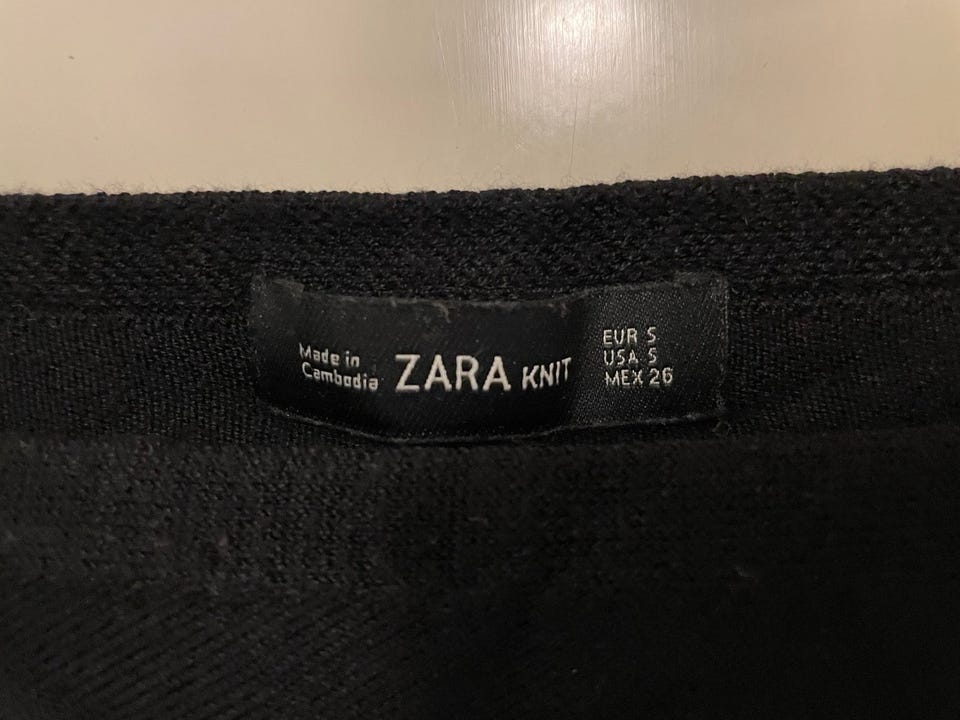 Made in
Cambodia
ZARA KNIT
EUR S
USA S
MEX 26